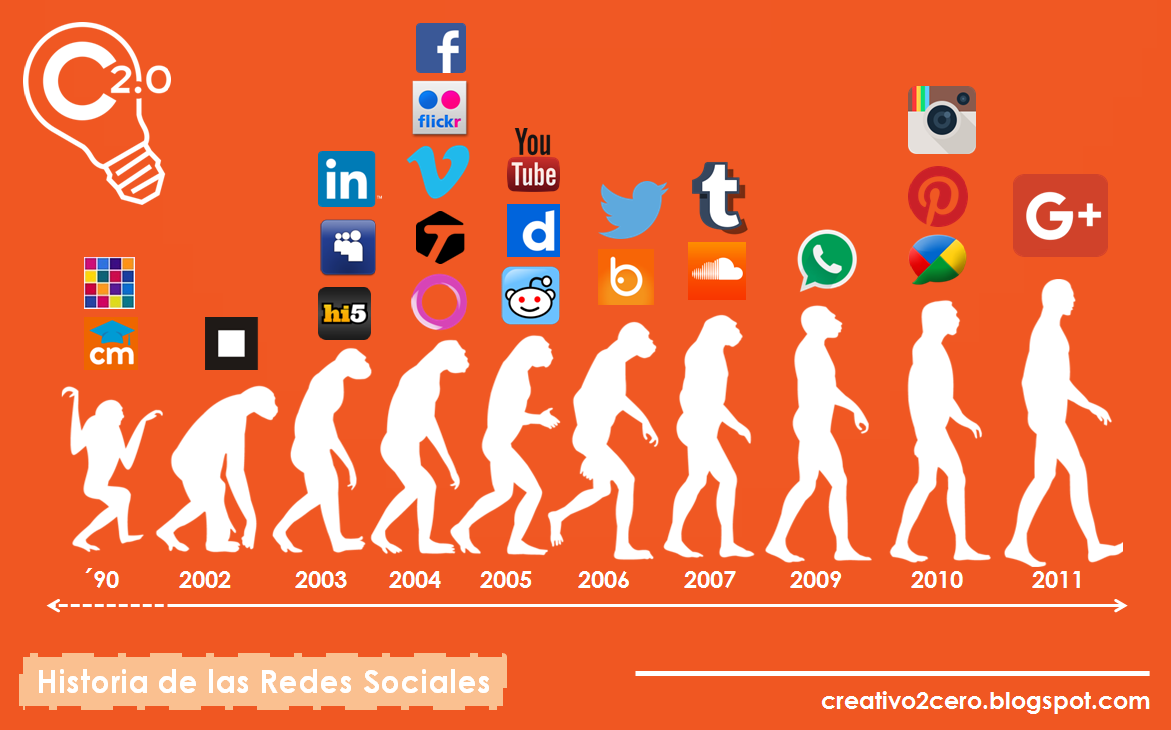 C 2.0
f
flickr
in
hi5
cm
You
Tube
d
b
t
G+
´90 2002 2003 2004 2005 2006 2007 2009 2010 2011
Historia de las Redes Sociales
creativo2cero.blogspot.com